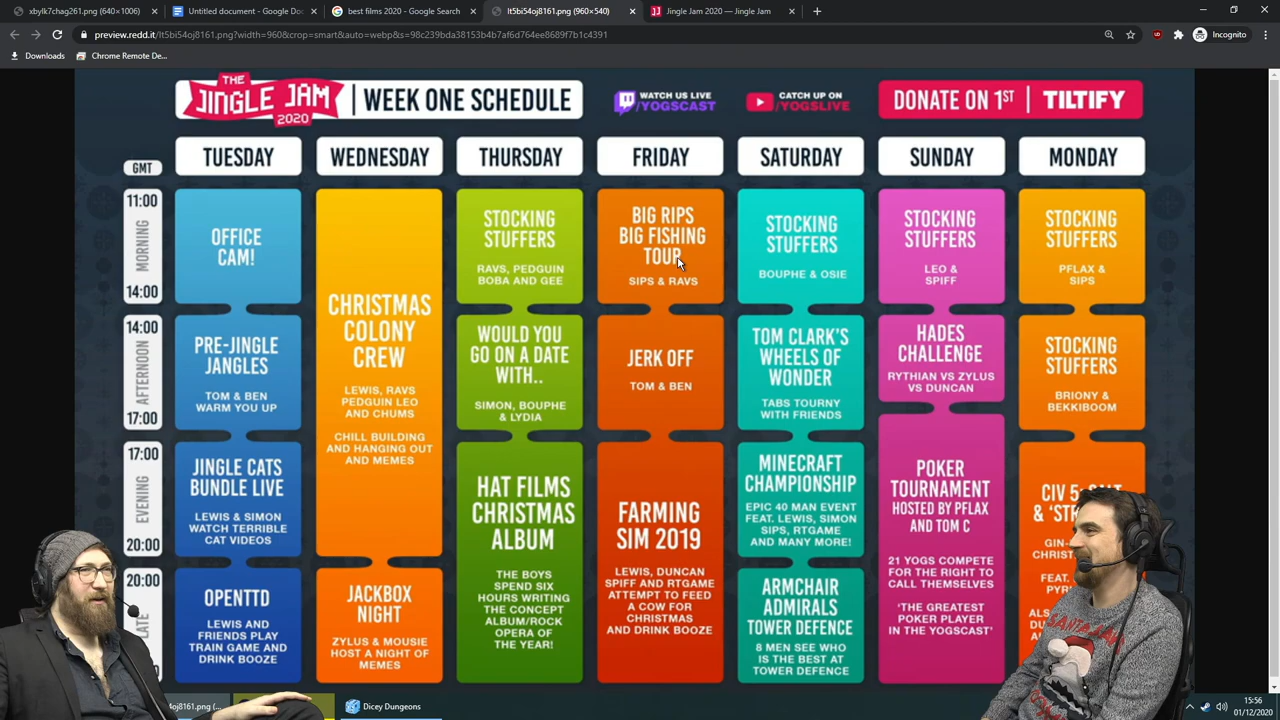 xbylk7chag261.png (640×1006)
Untitled document - Google Doc
best films 2020 - Google Search
lt5bi54oj8161.png (960×540)
Jingle Jam 2020 — Jingle Jam
preview.redd.it/lt5bi54oj8161.png?width=960&crop=smart&auto=webp&s=98c239bda38153b4b7af6d764ee8689f7b1c4391
Incognito
Downloads
Chrome Remote De...
THE
JINGLE JAM
2020
WEEK ONE SCHEDULE
WATCH US LIVE
/YOGSCAST
CATCH UP ON
/YOGSLIVE
DONATE ON 1ST
TILTIFY
GMT
TUESDAY
WEDNESDAY
THURSDAY
FRIDAY
SATURDAY
SUNDAY
MONDAY
11:00
MORNING
14:00
14:00
AFTERNOON
17:00
17:00
EVENING
20:00
20:00
OFFICE
CAM!
PRE-JINGLE
JANGLES
TOM & BEN
WARM YOU UP
JINGLE CATS
BUNDLE LIVE
LEWIS & SIMON
WATCH TERRIBLE
CAT VIDEOS
OPENTTD
LEWIS AND
FRIENDS PLAY
TRAIN GAME AND
DRINK BOOZE
CHRISTMAS
COLONY
CREW
LEWIS, RAVS
PEDGUIN LEO
AND CHUMS
CHILL BUILDING
AND HANGING OUT
AND MEMES
JACKBOX
NIGHT
ZYLUS & MOUSIE
HOST A NIGHT OF
MEMES
STOCKING
STUFFERS
RAVS, PEDGUIN
BOBA AND GEE
WOULD YOU
GO ON A DATE
WITH..
SIMON, BOUPHE
& LYDIA
HAT FILMS
CHRISTMAS
ALBUM
THE BOYS
SPEND SIX
HOURS WRITING
THE CONCEPT
ALBUM/ROCK
OPERA OF
THE YEAR!
BIG RIPS
BIG FISHING
TOUR
SIPS & RAVS
JERK OFF
TOM & BEN
FARMING
SIM 2019
LEWIS, DUNCAN
SPIFF AND RTGAME
ATTEMPT TO FEED
A COW FOR
CHRISTMAS
AND DRINK BOOZE
STOCKING
STUFFERS
BOUPHE & OSIE
TOM CLARK'S
WHEELS OF
WONDER
TABS TOURNY
WITH FRIENDS
MINECRAFT
CHAMPIONSHIP
EPIC 40 MAN EVENT
FEAT. LEWIS, SIMON
SIPS, RTGAME
AND MANY MORE!
ARMCHAIR
ADMIRALS
TOWER DEFENCE
8 MEN SEE WHO
IS THE BEST AT
TOWER DEFENCE
STOCKING
STUFFERS
LEO &
SPIFF
HADES
CHALLENGE
RYTHIAN VS ZYLUS
VS DUNCAN
POKER
TOURNAMENT
HOSTED BY PFLAX
AND TOM C
21 YOGS COMPETE
FOR THE RIGHT TO
CALL THEMSELVES
'THE GREATEST
POKER PLAYER
IN THE YOGSCAST'
STOCKING
STUFFERS
PFLAX &
SIPS
STOCKING
STUFFERS
BRIONY &
BEKKIBOOM
CIV 5:
&
GIN-
CHRIST
FEAT.
SANTA
4oj8161.png (...
Dicey Dungeons
15:56
01/12/2020